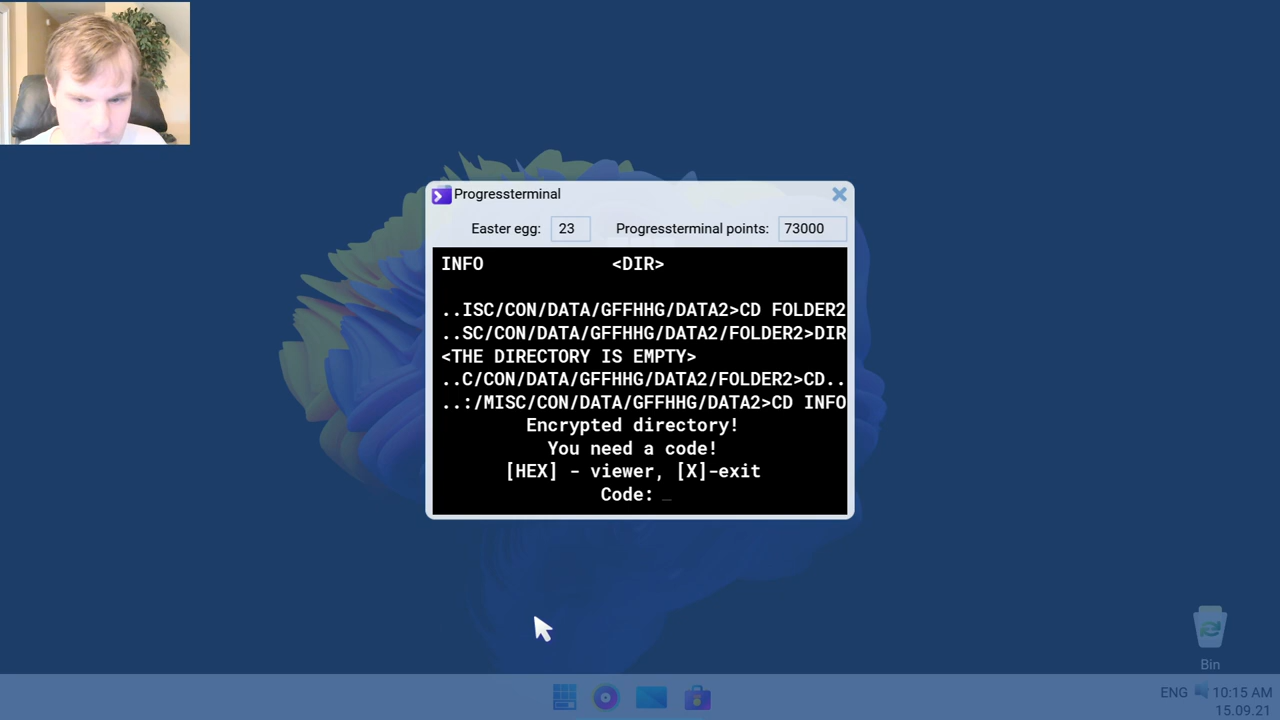 Progressterminal
Easter egg: 23 Progressterminal points: 73000
INFO <DIR>
..ISC/CON/DATA/GFFHHG/DATA2>CD FOLDER2
..SC/CON/DATA/GFFHHG/DATA2/FOLDER2>DIR
<THE DIRECTORY IS EMPTY>
..C/CON/DATA/GFFHHG/DATA2/FOLDER2>CD..
..:/MISC/CON/DATA/GFFHHG/DATA2>CD INFO
Encrypted directory!
You need a code!
[HEX] - viewer, [X]-exit
Code: _
Bin
ENG 10:15 AM
15.09.21